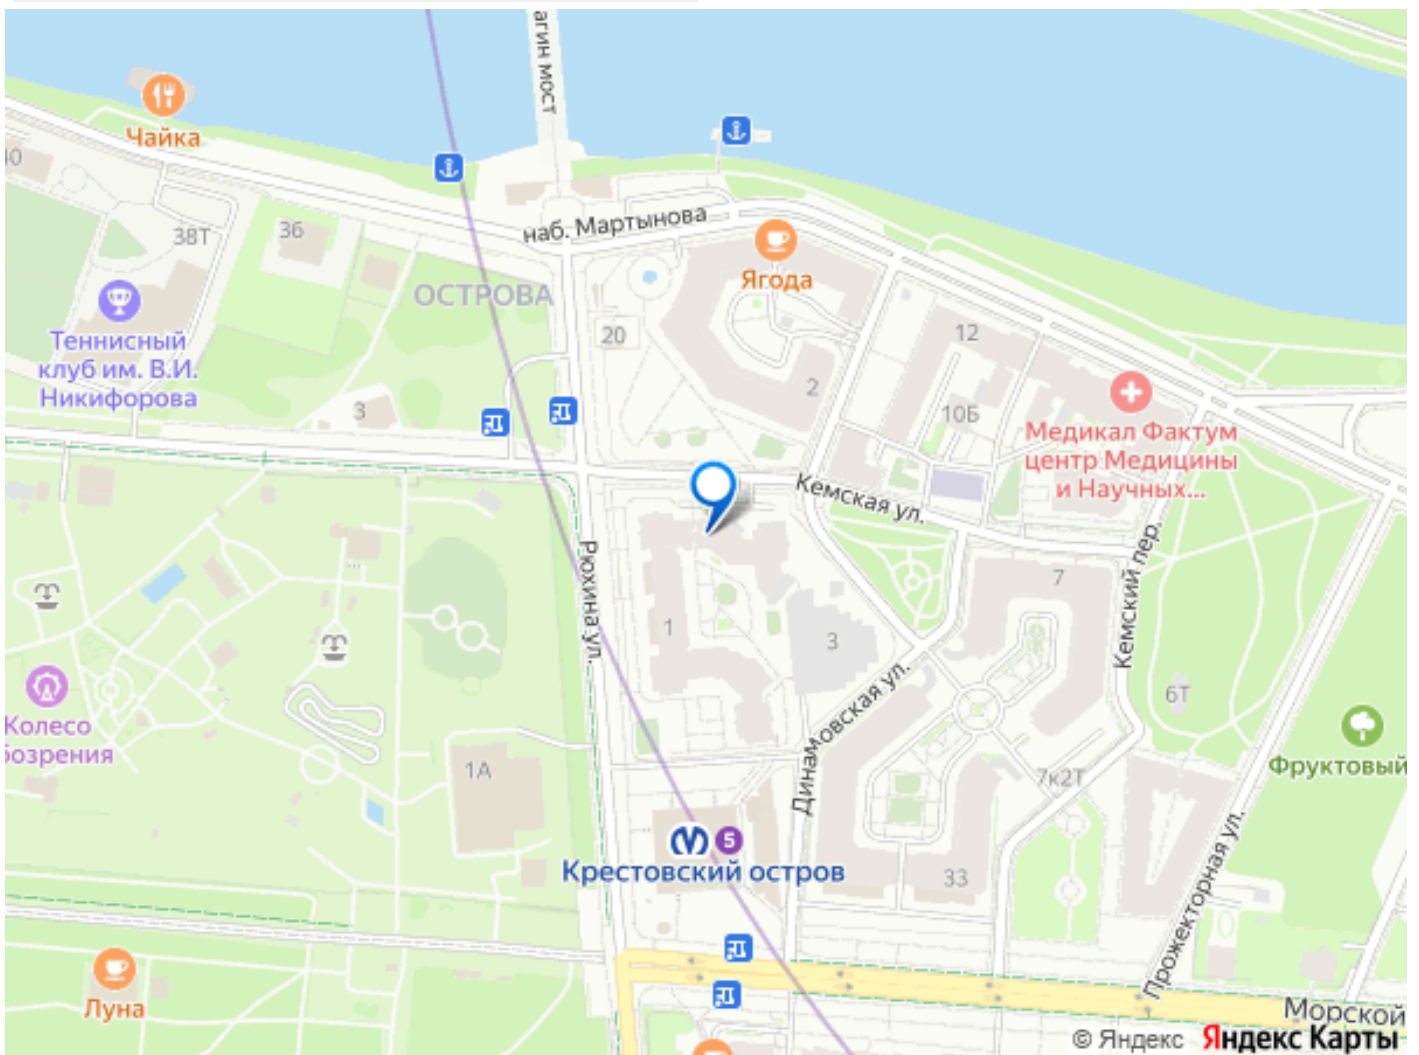 агин мост
Чайка
40
наб. Мартынова
38Т
36
Ягода
ОСТРОВА
Теннисный
клуб им. В.И.
Никифорова
20
12
2
3
10Б
Медикал Фактум
центр Медицины
и Научных...
Кемская ул.
Рюхина ул.
Кемский пер.
7
1
3
Динамовская ул.
6Т
Колесо
бозрения
Фруктовый
1А
7к2Т
5
Крестовский остров
33
Прожекторная ул.
Луна
Морской
© Яндекс Яндекс Карты